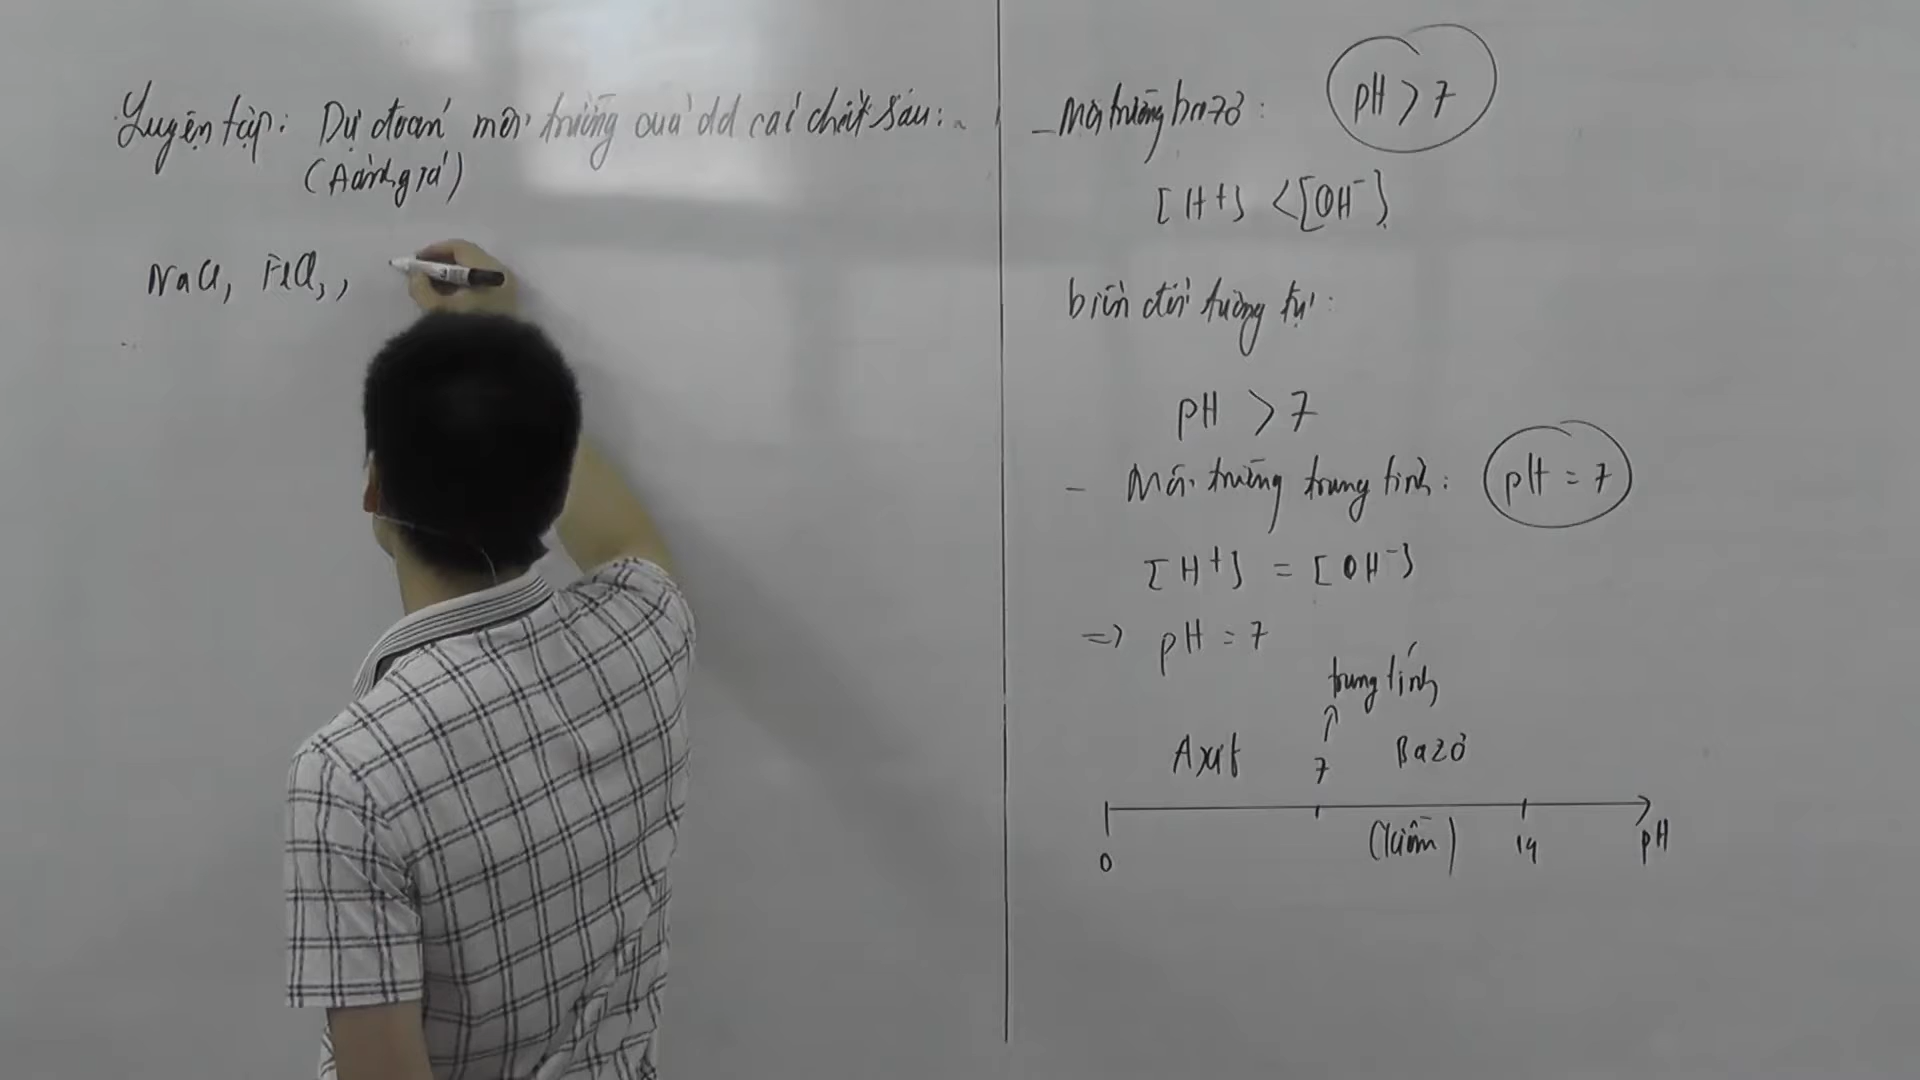 Luyện tập: Dự đoán môi trường của dd các chất sau:
(Đánh giá)
NaCl, FeCl₃,
- Môi trường bazơ: pH > 7
[H+] < [OH-]
biến đổi tương tự:
pH > 7
- Môi trường trung tính: pH = 7
[H+] = [OH-]
=> pH = 7
trung tính
Axit 7 Bazơ
(kiềm)
0 14 pH